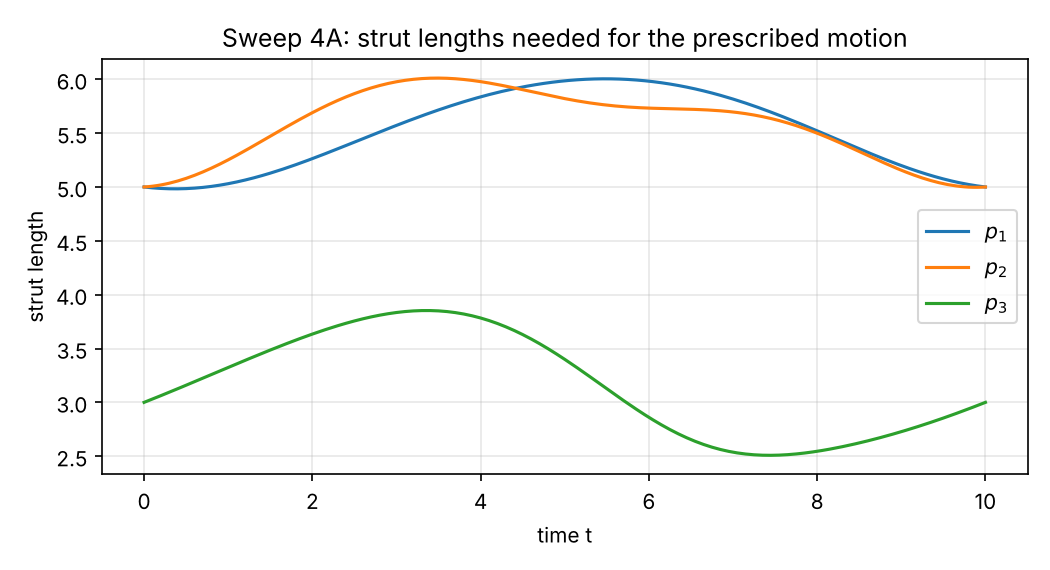 Sweep 4A: strut lengths needed for the prescribed motion
strut length
6.0
5.5
5.0
4.5
4.0
3.5
3.0
2.5
p₁
p₂
p₃
0 2 4 6 8 10
time t